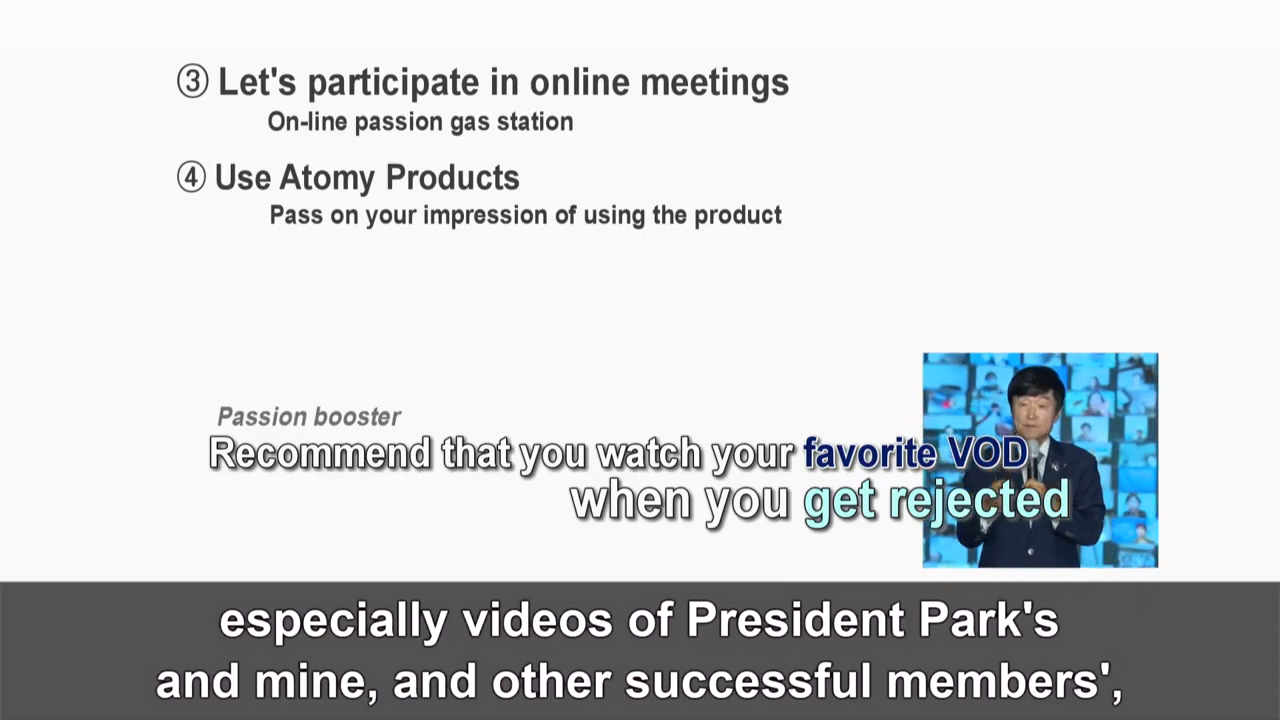 ③ Let's participate in online meetings
On-line passion gas station
④ Use Atomy Products
Pass on your impression of using the product
Passion booster
Recommend that you watch your favorite VOD
when you get rejected
especially videos of President Park's
and mine, and other successful members',